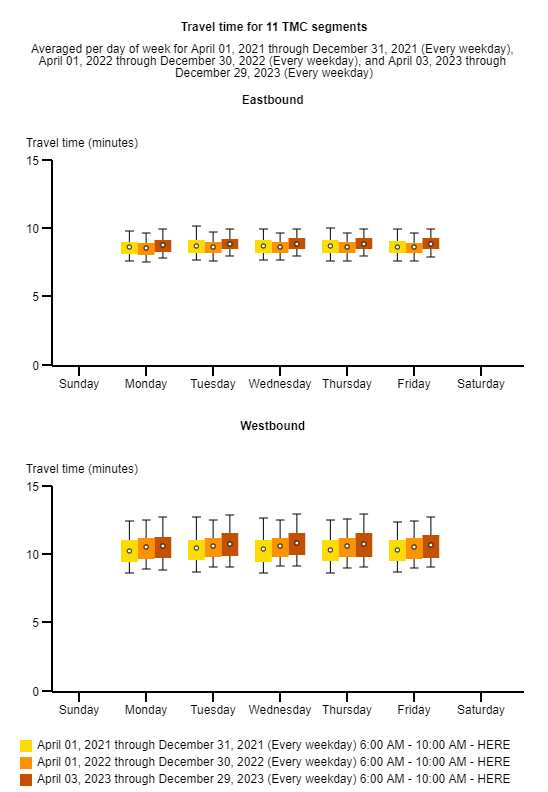 Travel time for 11 TMC segments
Averaged per day of week for April 01, 2021 through December 31, 2021 (Every weekday),
April 01, 2022 through December 30, 2022 (Every weekday), and April 03, 2023 through
December 29, 2023 (Every weekday)
Eastbound
Travel time (minutes)
15
10
5
0
Sunday Monday Tuesday Wednesday Thursday Friday Saturday
Westbound
Travel time (minutes)
15
10
5
0
Sunday Monday Tuesday Wednesday Thursday Friday Saturday
April 01, 2021 through December 31, 2021 (Every weekday) 6:00 AM - 10:00 AM - HERE
April 01, 2022 through December 30, 2022 (Every weekday) 6:00 AM - 10:00 AM - HERE
April 03, 2023 through December 29, 2023 (Every weekday) 6:00 AM - 10:00 AM - HERE